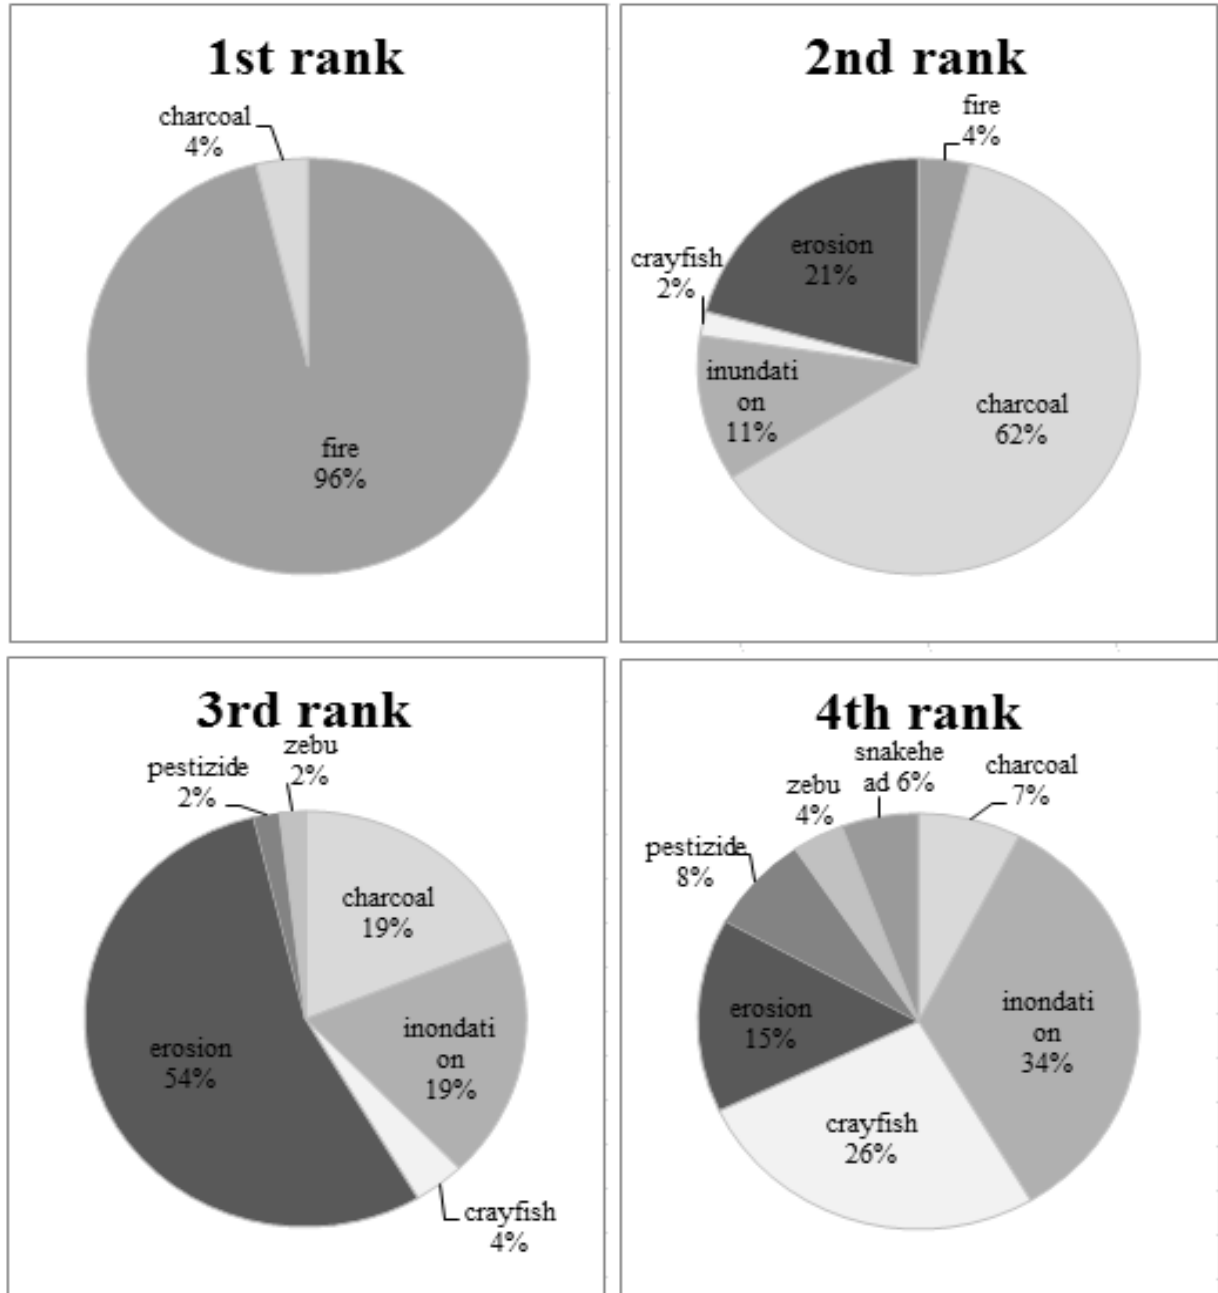 1st rank
charcoal
4%
fire
96%
2nd rank
fire
4%
erosion
21%
crayfish
2%
inundati
on
11%
charcoal
62%
3rd rank
zebu
2%
pestizide
2%
charcoal
19%
inondati
on
19%
erosion
54%
crayfish
4%
4th rank
snakehe
ad 6%
charcoal
7%
zebu
4%
pestizide
8%
inondati
on
34%
erosion
15%
crayfish
26%